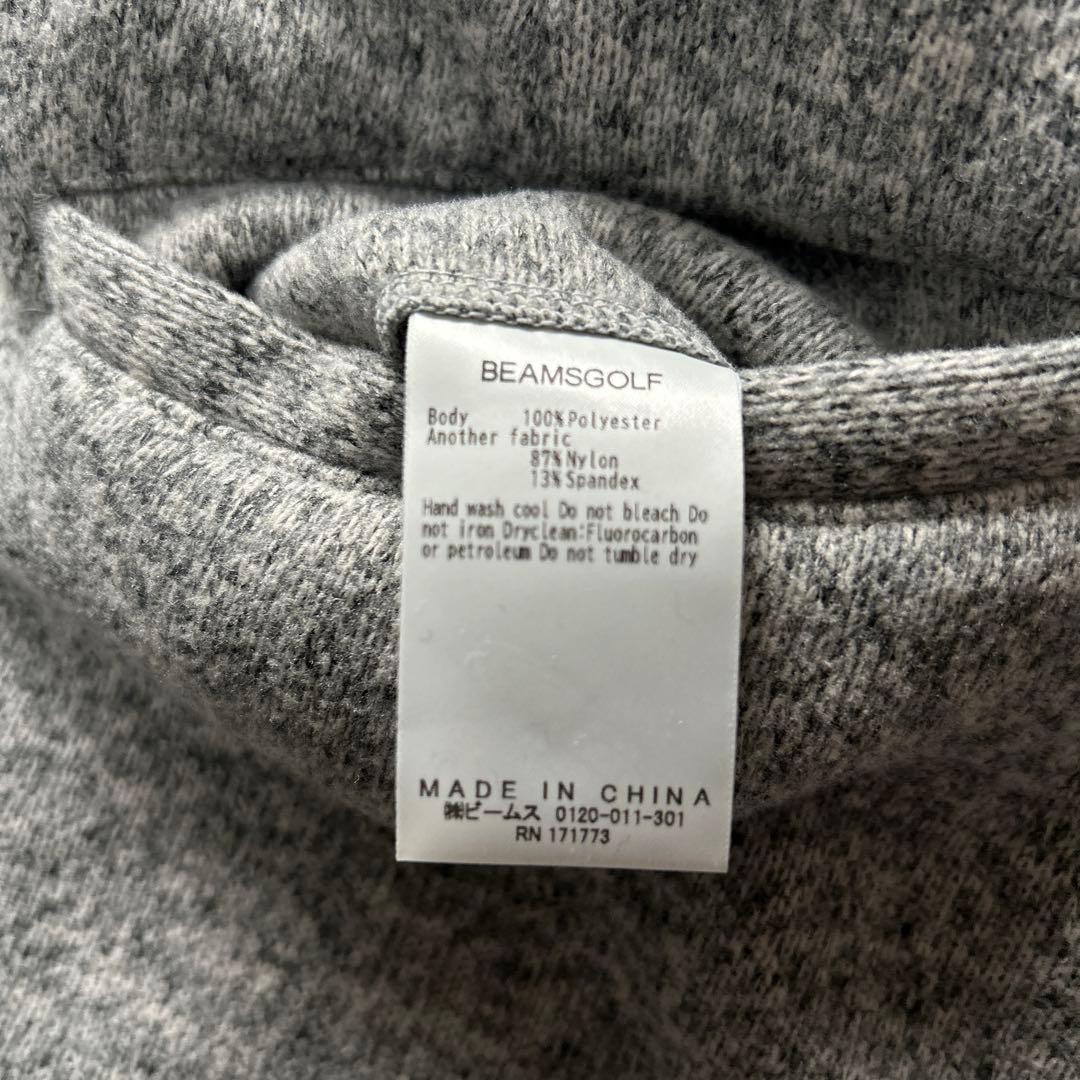 BEAMSGOLF
Body 100%Polyester
Another fabric
87%Nylon
13%Spandex
Hand wash cool Do not bleach Do
not iron Dryclean:Fluorocarbon
or petroleum Do not tumble dry
MADE IN CHINA
㈱ビームス 0120-011-301
RN 171773